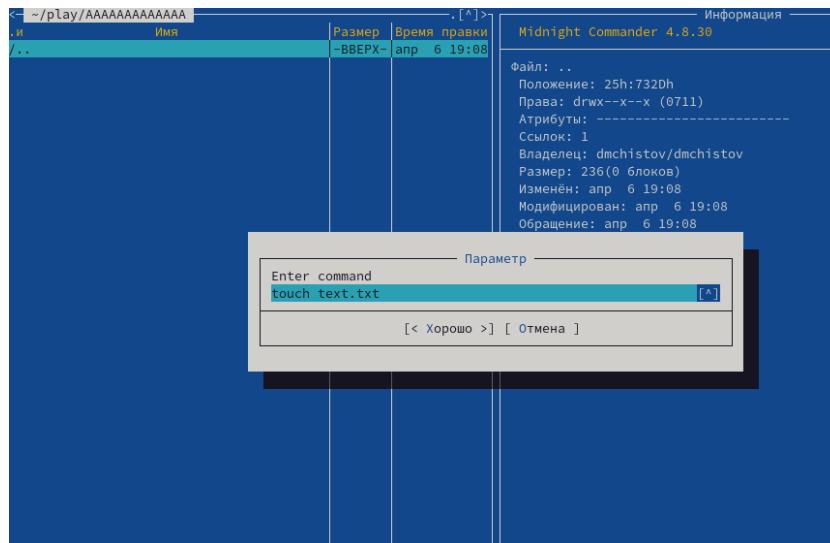 <— ~/play/AAAAAAAAAAAAA .[^]>
.и Имя Размер Время правки
/.. -ВВЕРХ- апр 6 19:08
Информация
Midnight Commander 4.8.30
Файл: ..
Положение: 25h:732Dh
Права: drwx--x--x (0711)
Атрибуты: -------------------------
Ссылок: 1
Владелец: dmchistov/dmchistov
Размер: 236(0 блоков)
Изменён: апр 6 19:08
Модифицирован: апр 6 19:08
Обращение: апр 6 19:08
Параметр
Enter command
touch text.txt [^]
[< Хорошо >] [ Отмена ]